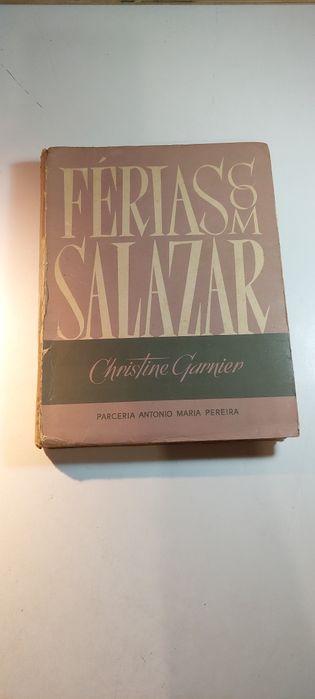 FÉRIAS COM
SALAZAR
Christine Garnier
PARCERIA ANTONIO MARIA PEREIRA